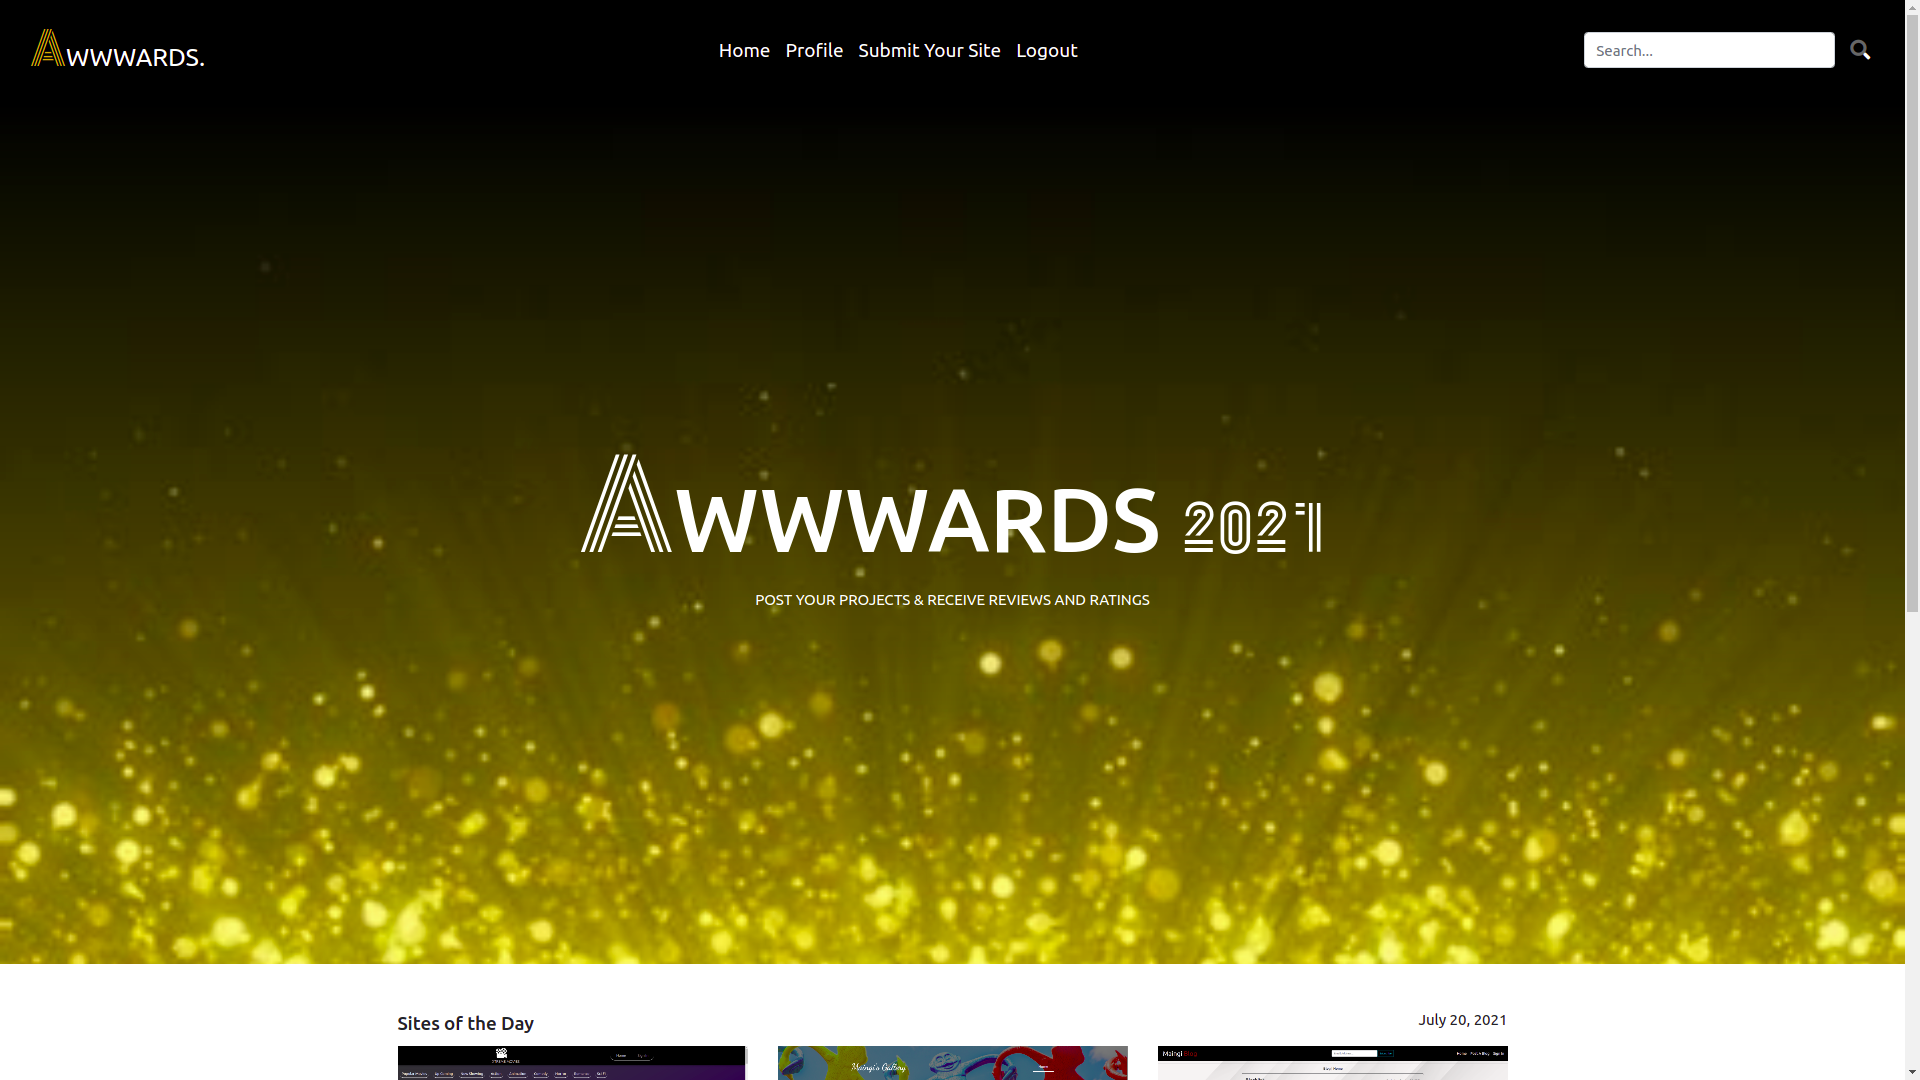 AWWWARDS.
Home Profile Submit Your Site Logout
Search...
AWWWARDS 2021
POST YOUR PROJECTS & RECEIVE REVIEWS AND RATINGS
Sites of the Day
July 20, 2021
Maingi's Gallery
Maingi Blog